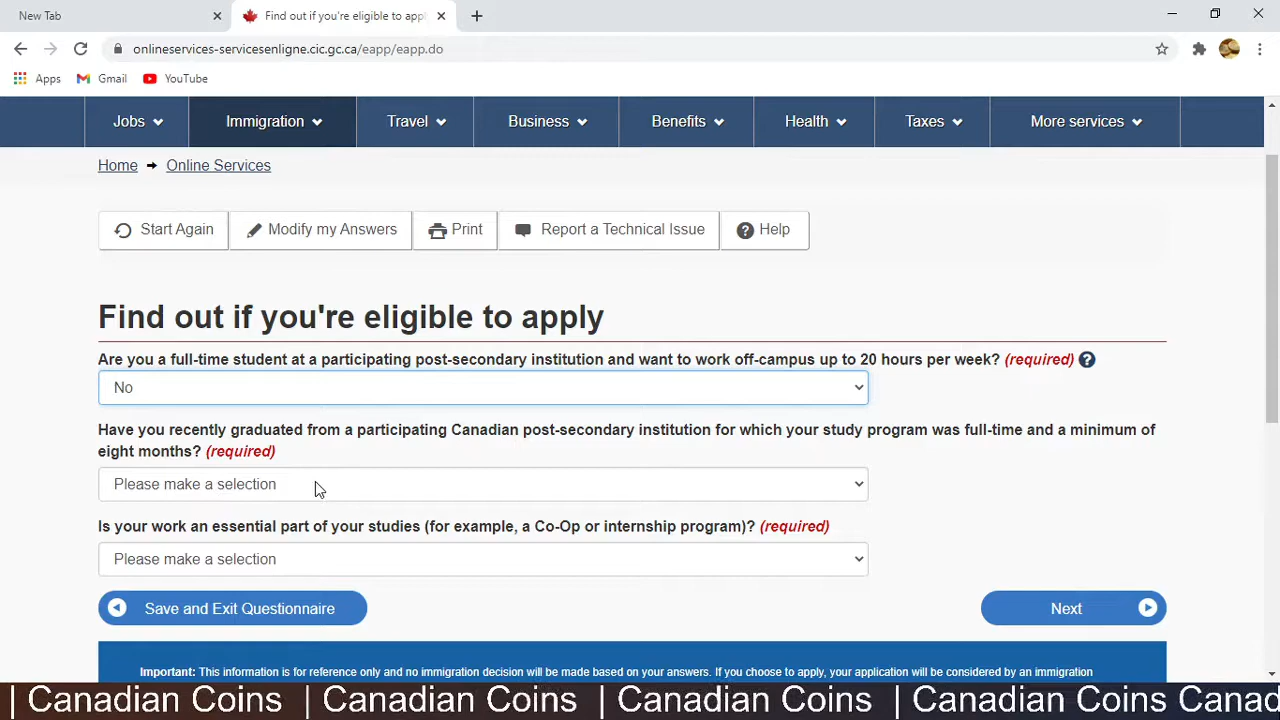 New Tab
Find out if you're eligible to appl
onlineservices-servicesenligne.cic.gc.ca/eapp/eapp.do
Apps Gmail YouTube
Jobs Immigration Travel Business Benefits Health Taxes More services
Home Online Services
Start Again Modify my Answers Print Report a Technical Issue Help
Find out if you're eligible to apply
Are you a full-time student at a participating post-secondary institution and want to work off-campus up to 20 hours per week? (required)
No
Have you recently graduated from a participating Canadian post-secondary institution for which your study program was full-time and a minimum of
eight months? (required)
Please make a selection
Is your work an essential part of your studies (for example, a Co-Op or internship program)? (required)
Please make a selection
Save and Exit Questionnaire Next
Important: This information is for reference only and no immigration decision will be made based on your answers. If you choose to apply, your application will be considered by an immigration
| Canadian Coins | Canadian Coins | Canadian Coins | Canadian Coins Canad